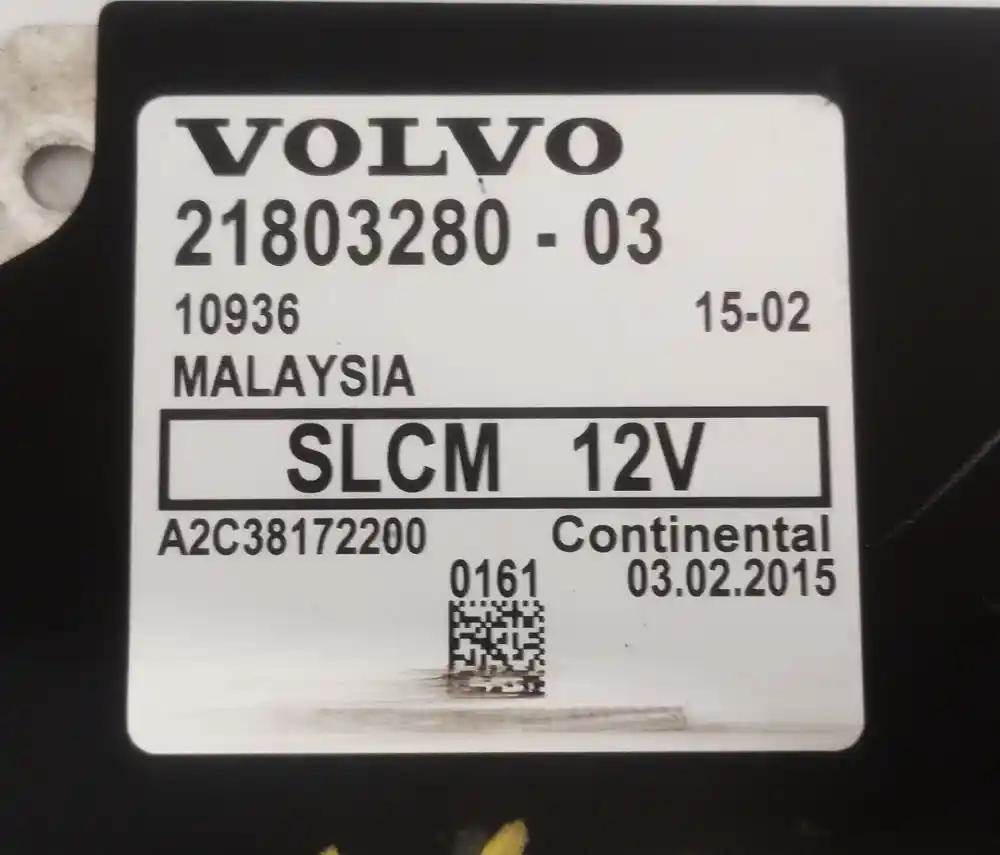 VOLVO
21803280 - 03
10936 15-02
MALAYSIA
SLCM 12V
A2C38172200 Continental
0161 03.02.2015